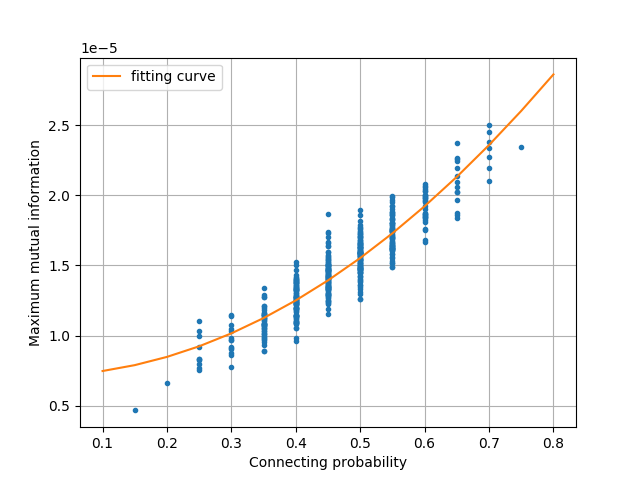 1e−5
fitting curve
2.5
2.0
1.5
1.0
0.5
Maximum mutual information
0.1 0.2 0.3 0.4 0.5 0.6 0.7 0.8
Connecting probability